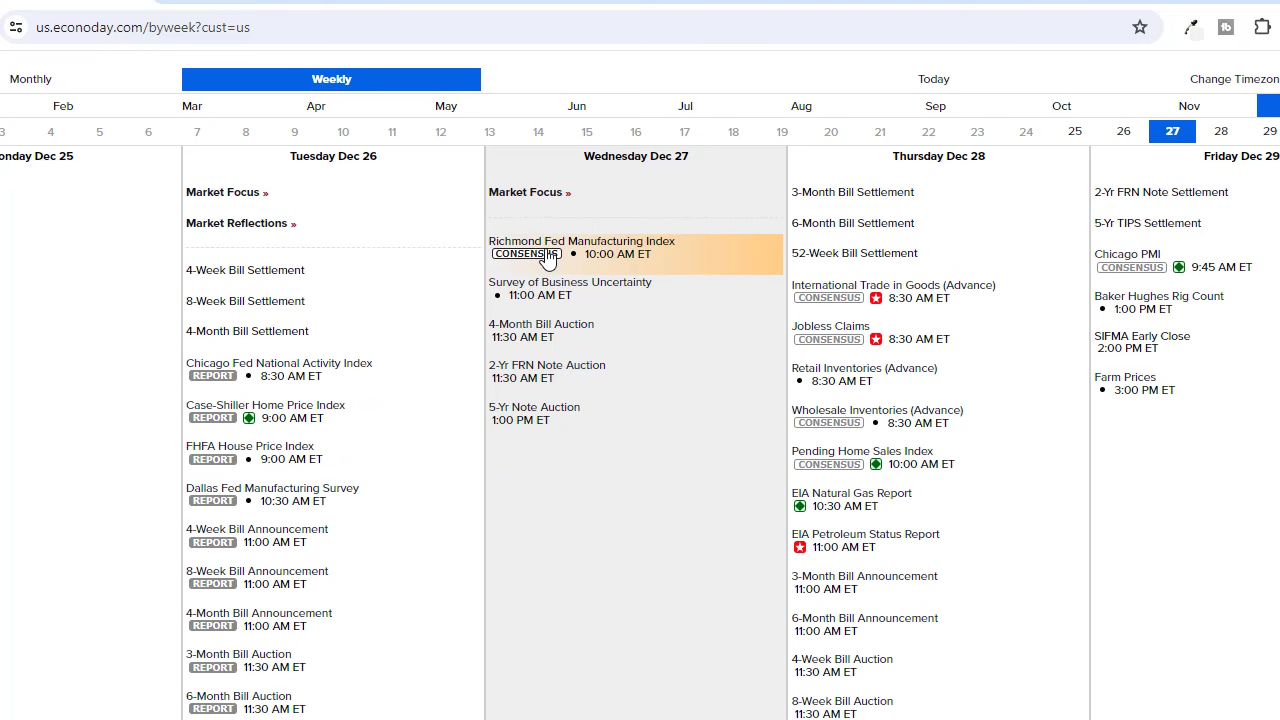 us.econoday.com/byweek?cust=us
Monthly
Weekly
Today
Change Timezon
Feb
Mar
Apr
May
Jun
Jul
Aug
Sep
Oct
Nov
3 4 5 6 7 8 9 10 11 12 13 14 15 16 17 18 19 20 21 22 23 24 25 26 27 28 29
onday Dec 25
Tuesday Dec 26
Market Focus »
Market Reflections »
4-Week Bill Settlement
8-Week Bill Settlement
4-Month Bill Settlement
Chicago Fed National Activity Index
REPORT • 8:30 AM ET
Case-Shiller Home Price Index
REPORT 9:00 AM ET
FHFA House Price Index
REPORT • 9:00 AM ET
Dallas Fed Manufacturing Survey
REPORT • 10:30 AM ET
4-Week Bill Announcement
REPORT 11:00 AM ET
8-Week Bill Announcement
REPORT 11:00 AM ET
4-Month Bill Announcement
REPORT 11:00 AM ET
3-Month Bill Auction
REPORT 11:30 AM ET
6-Month Bill Auction
REPORT 11:30 AM ET
Wednesday Dec 27
Market Focus »
Richmond Fed Manufacturing Index
CONSENSUS • 10:00 AM ET
Survey of Business Uncertainty
• 11:00 AM ET
4-Month Bill Auction
11:30 AM ET
2-Yr FRN Note Auction
11:30 AM ET
5-Yr Note Auction
1:00 PM ET
Thursday Dec 28
3-Month Bill Settlement
6-Month Bill Settlement
52-Week Bill Settlement
International Trade in Goods (Advance)
CONSENSUS 8:30 AM ET
Jobless Claims
CONSENSUS 8:30 AM ET
Retail Inventories (Advance)
• 8:30 AM ET
Wholesale Inventories (Advance)
CONSENSUS • 8:30 AM ET
Pending Home Sales Index
CONSENSUS 10:00 AM ET
EIA Natural Gas Report
10:30 AM ET
EIA Petroleum Status Report
11:00 AM ET
3-Month Bill Announcement
11:00 AM ET
6-Month Bill Announcement
11:00 AM ET
4-Week Bill Auction
11:30 AM ET
8-Week Bill Auction
11:30 AM ET
Friday Dec 29
2-Yr FRN Note Settlement
5-Yr TIPS Settlement
Chicago PMI
CONSENSUS 9:45 AM ET
Baker Hughes Rig Count
• 1:00 PM ET
SIFMA Early Close
2:00 PM ET
Farm Prices
• 3:00 PM ET